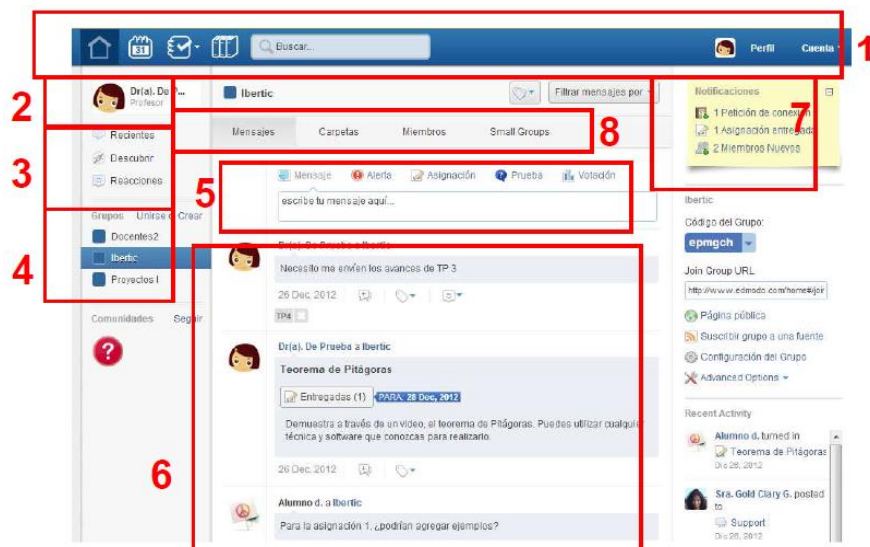 1
31
Buscar...
Perfil
Cuenta
2
Dr(a). De P...
Profesor
Ibertic
Filtrar mensajes por
Notificaciones
7
1 Petición de conexión
1 Asignación entregada
2 Miembros Nuevos
3
Recientes
Descubrir
Reacciones
Mensajes Carpetas Miembros Small Groups
8
5
Mensaje Alerta Asignación Prueba Votación
escribe tu mensaje aquí...
4
Grupos Unirse o Crear
Docentes2
Ibertic
Proyectos I
Comunidades Seguir
?
6
Dr(a). De Prueba a Ibertic
Necesito me envíen los avances de TP 3
26 Dec, 2012
TP4
Dr(a). De Prueba a Ibertic
Teorema de Pitágoras
Entregadas (1) PARA: 28 Dec, 2012
Demuestra a través de un video, el teorema de Pitágoras. Puedes utilizar cualquier
técnica y software que conozcas para realizarlo.
26 Dec, 2012
Alumno d. a Ibertic
Para la asignación 1, ¿podrían agregar ejemplos?
Ibertic
Código del Grupo:
epmgch
Join Group URL
http://www.edmodo.com/home#/join
Página pública
Suscribir grupo a una fuente
Configuración del Grupo
Advanced Options
Recent Activity
Alumno d. turned in
Teorema de Pitágoras
Dic 26, 2012
Sra. Gold Clary G. posted
to
Support
Dic 26, 2012